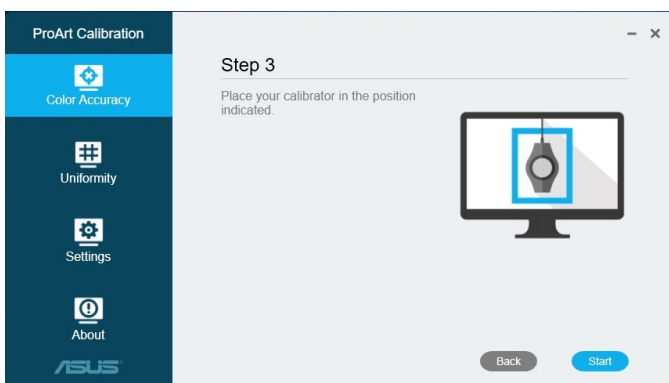 ProArt Calibration
Color Accuracy
Uniformity
Settings
About
ASUS
Step 3
Place your calibrator in the position
indicated.
Back
Start